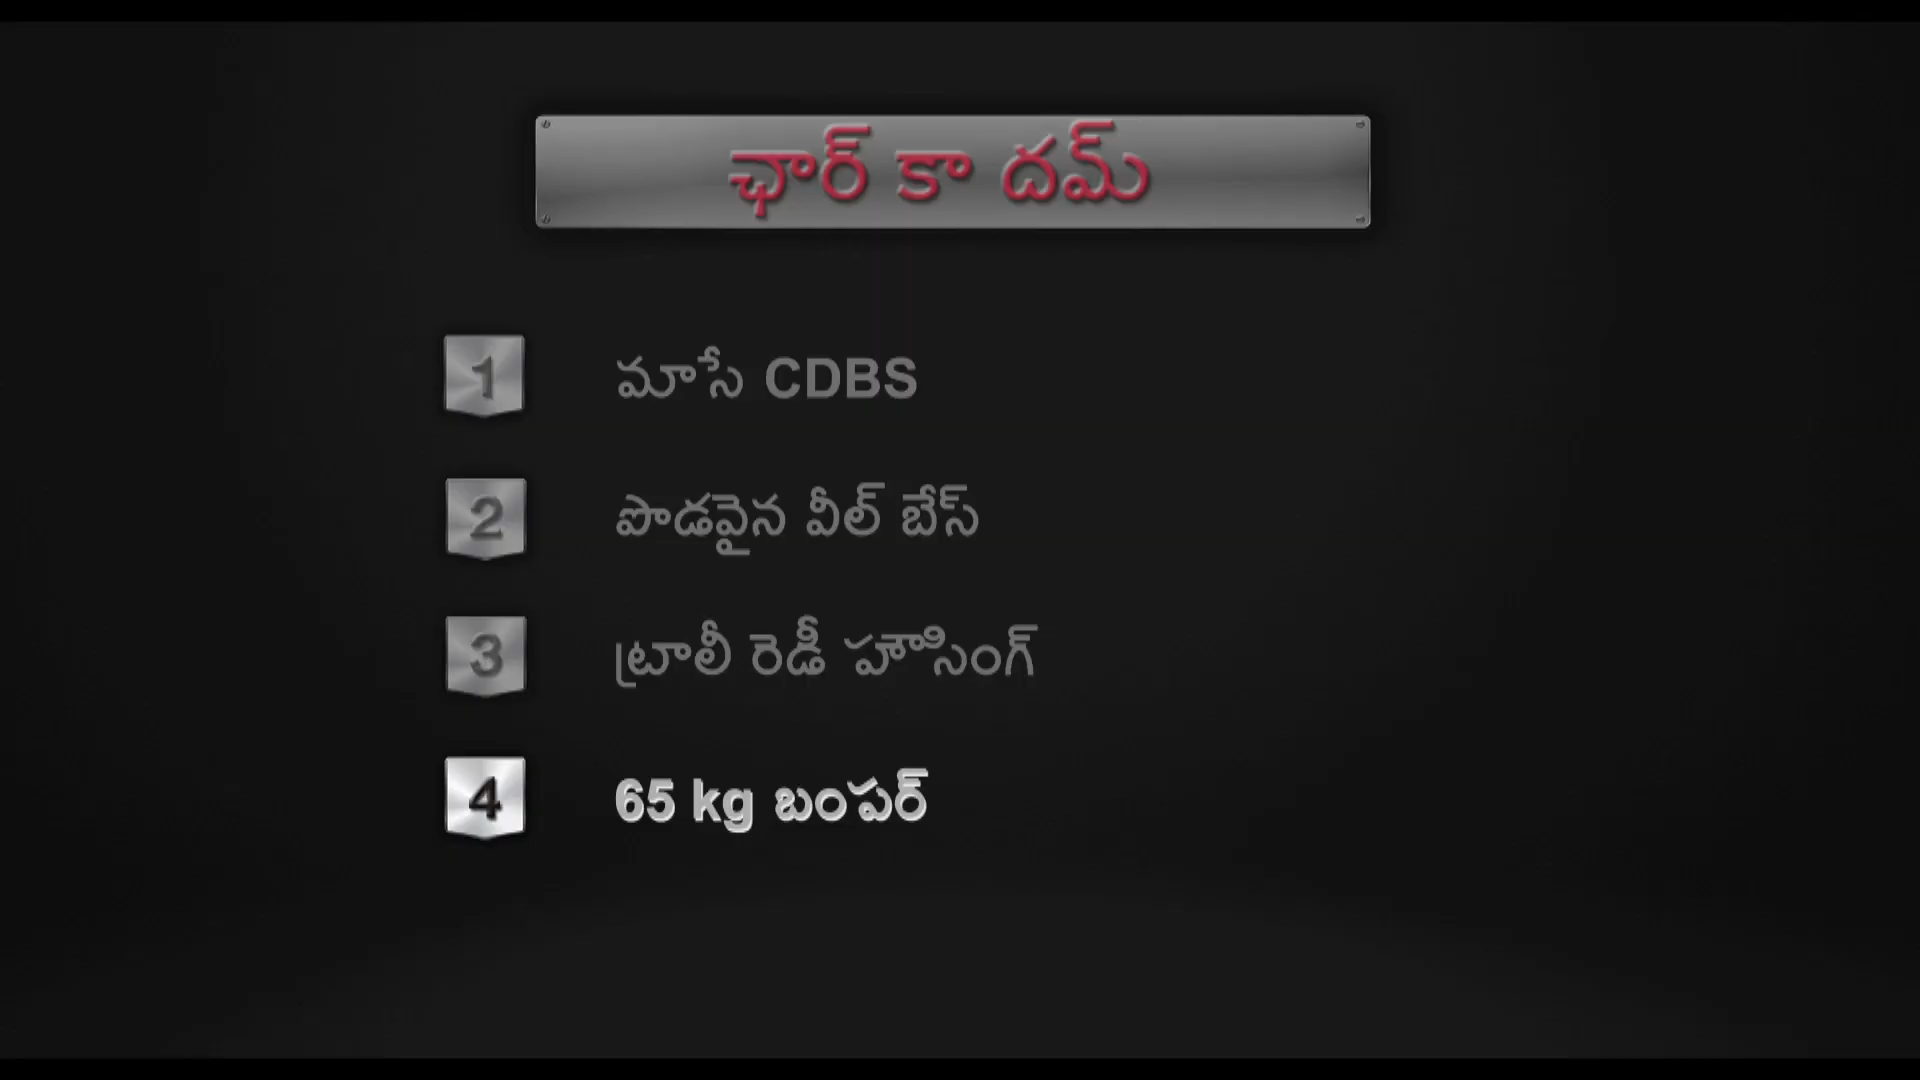 ఛార్ కా దమ్
1 మాసే CDBS
2 పొడవైన వీల్ బేస్
3 ట్రాలీ రెడీ హౌసింగ్
4 65 kg బంపర్